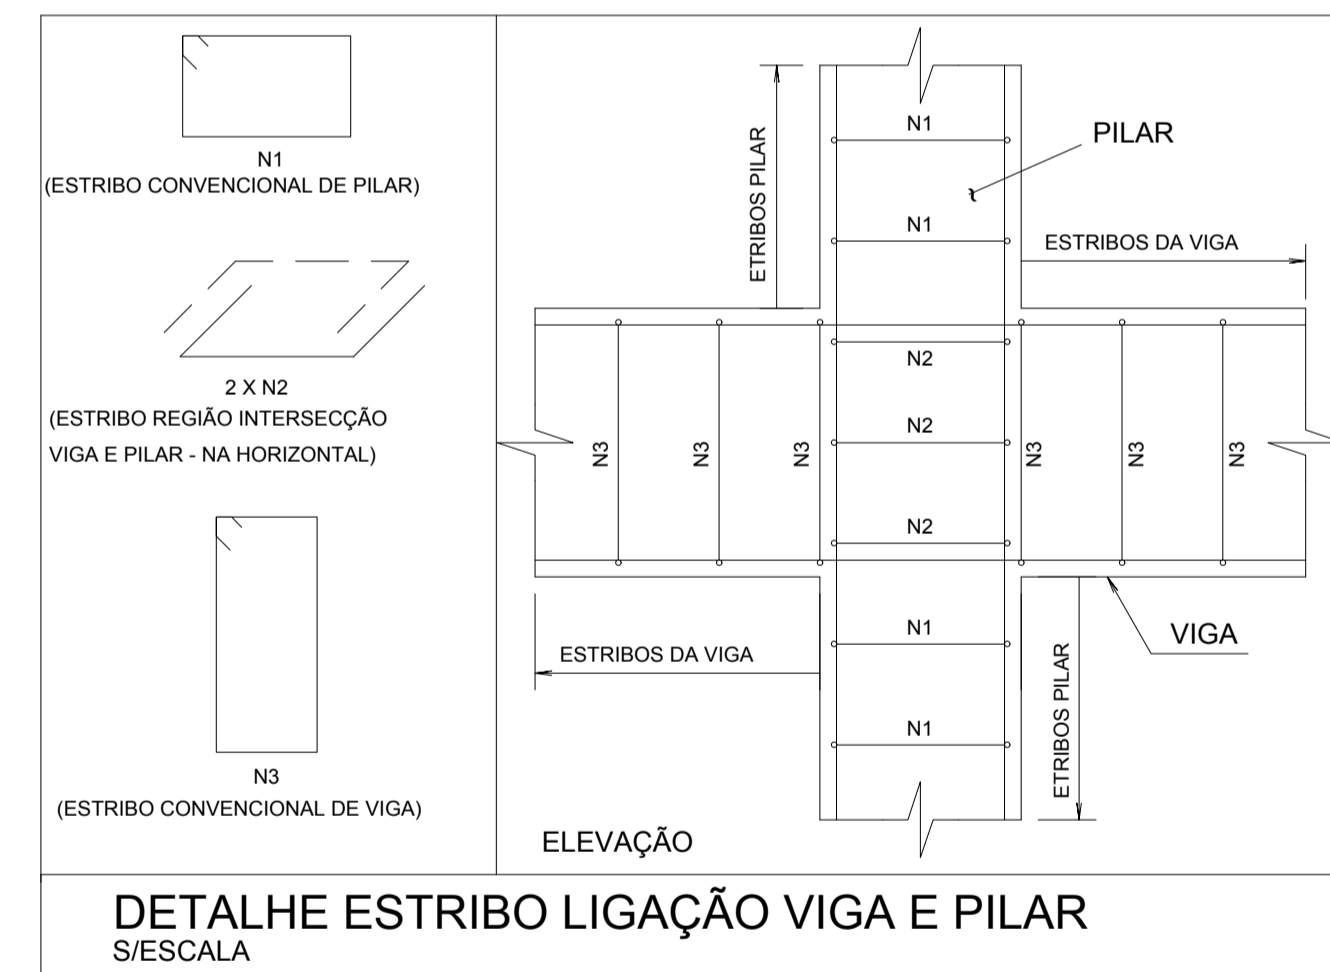 N1
(ESTRIBO CONVENCIONAL DE PILAR)
2 X N2
(ESTRIBO REGIÃO INTERSECÇÃO
VIGA E PILAR - NA HORIZONTAL)
N3
(ESTRIBO CONVENCIONAL DE VIGA)
N1
PILAR
ETRIBOS PILAR
N1
ESTRIBOS DA VIGA
N2
N2
N3
N3
N3
N3
N3
N3
N2
N1
VIGA
ESTRIBOS DA VIGA
ETRIBOS PILAR
N1
ELEVAÇÃO
DETALHE ESTRIBO LIGAÇÃO VIGA E PILAR
S/ESCALA